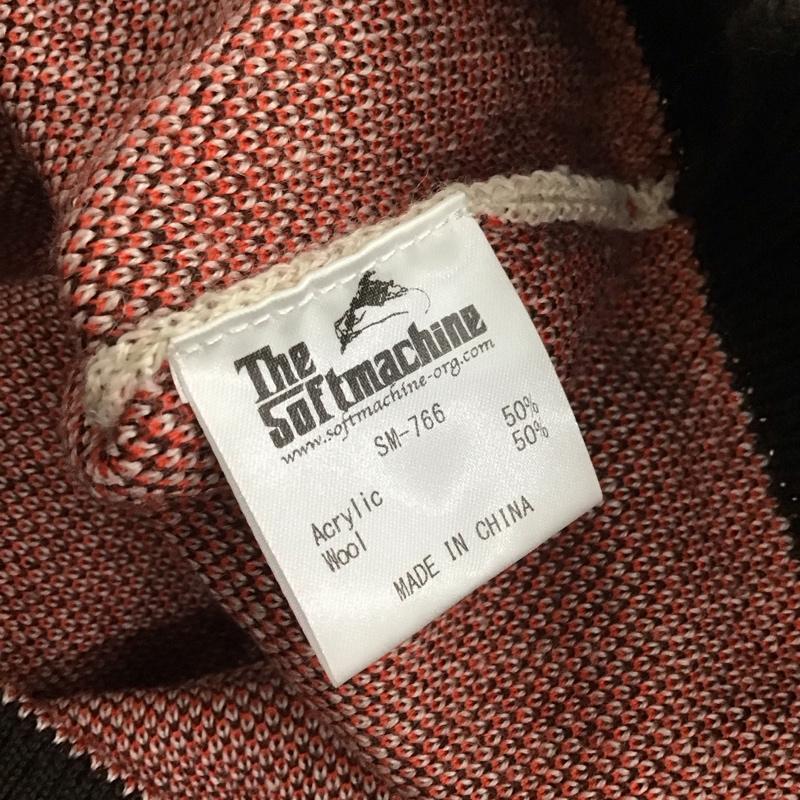 The
Softmachine
www.softmachine-org.com
SM-766
Acrylic 50%
Wool 50%
MADE IN CHINA